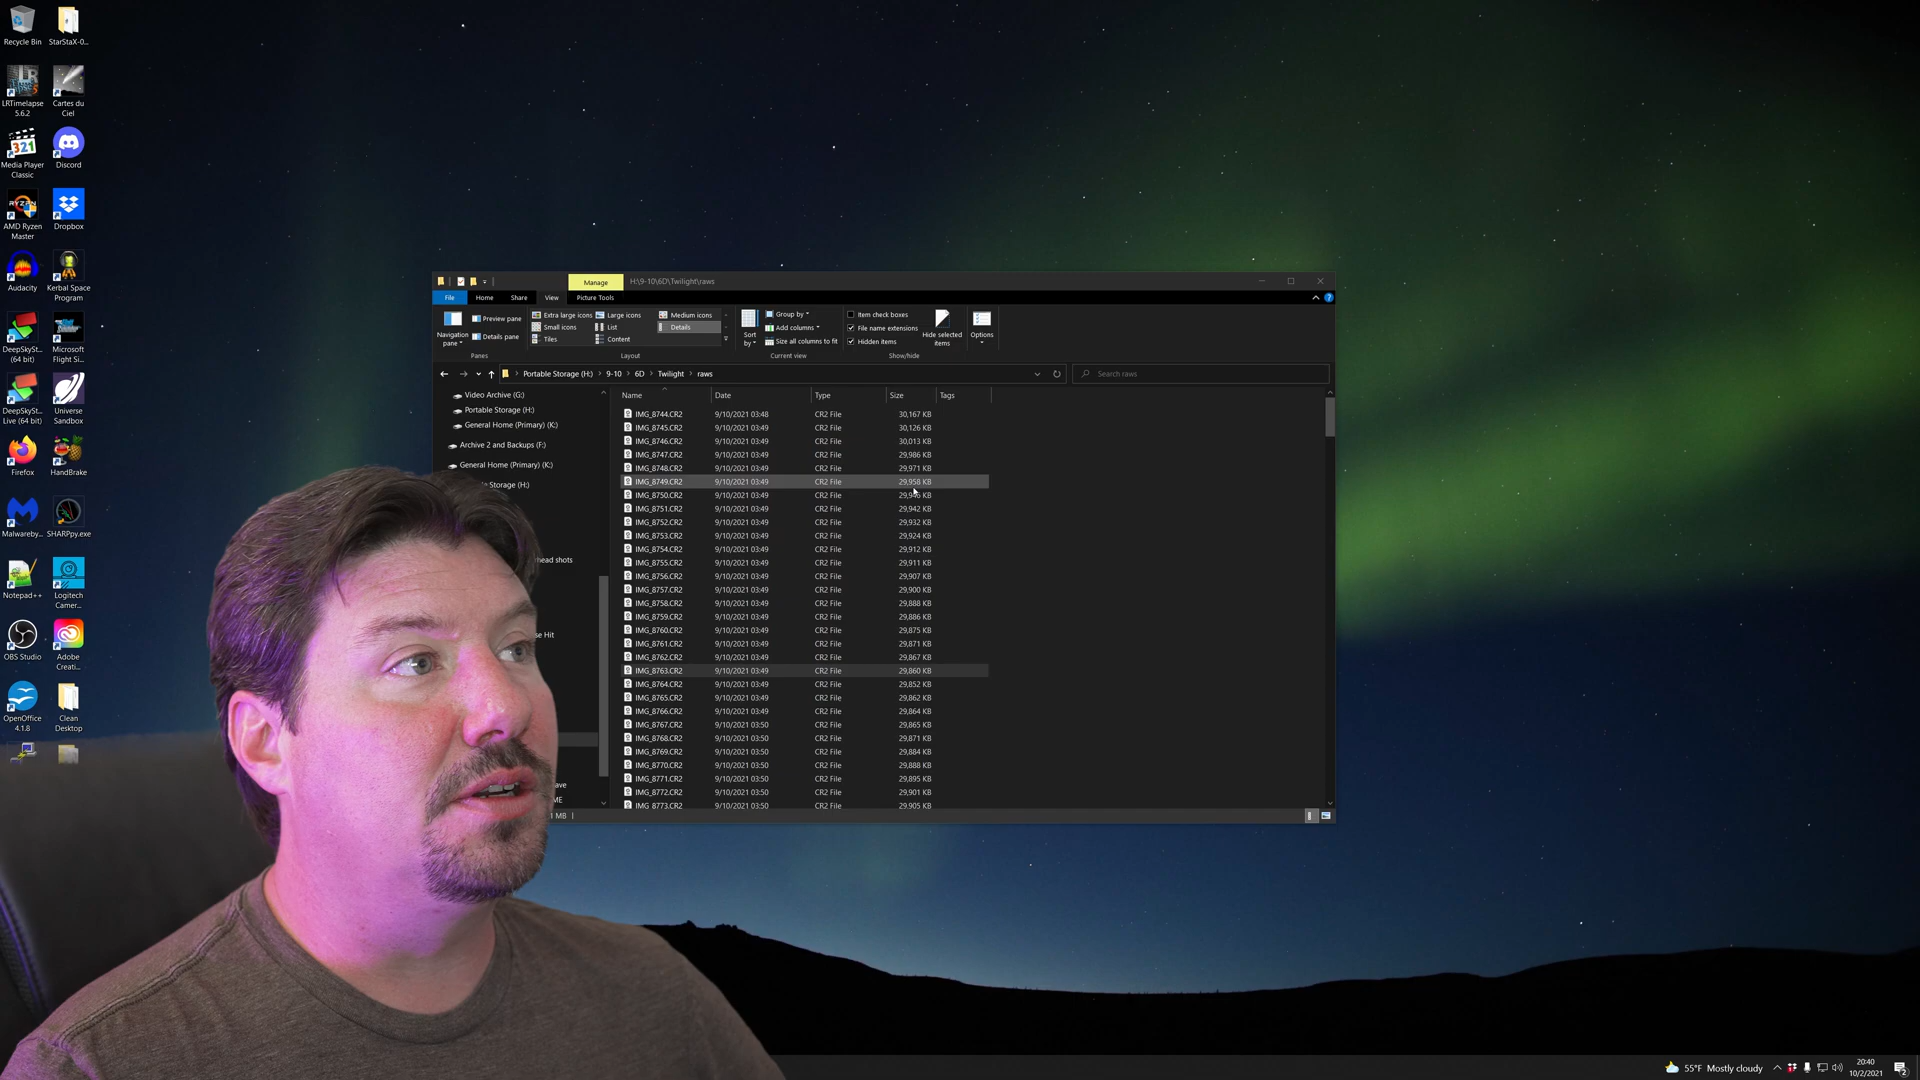 Recycle Bin
StarStaX-0...
LRTimelapse 5.6.2
Cartes du Ciel
Media Player Classic
Discord
AMD Ryzen Master
Dropbox
Audacity
Kerbal Space Program
DeepSkySt... (64 bit)
Microsoft Flight Si...
DeepSkySt... Live (64 bit)
Universe Sandbox
Firefox
HandBrake
Malwareby...
SHARPpy.exe
Notepad++
Logitech Camer...
OBS Studio
Adobe Creati...
OpenOffice 4.1.8
Clean Desktop
Manage
H:\9-10\6D\Twilight\raws
File Home Share View Picture Tools
Navigation pane
Preview pane
Details pane
Panes
Extra large icons Large icons Medium icons
Small icons List Details
Tiles Content
Layout
Sort by
Group by
Add columns
Size all columns to fit
Current view
Item check boxes
File name extensions
Hidden items
Hide selected items
Show/hide
Options
Portable Storage (H:) > 9-10 > 6D > Twilight > raws
Search raws
Video Archive (G:)
Portable Storage (H:)
General Home (Primary) (K:)
Archive 2 and Backups (F:)
General Home (Primary) (K:)
le Storage (H:)
head shots
se Hit
ave
ME
1 MB
Name Date Type Size Tags
IMG_8744.CR2 9/10/2021 03:48 CR2 File 30,167 KB
IMG_8745.CR2 9/10/2021 03:49 CR2 File 30,126 KB
IMG_8746.CR2 9/10/2021 03:49 CR2 File 30,013 KB
IMG_8747.CR2 9/10/2021 03:49 CR2 File 29,986 KB
IMG_8748.CR2 9/10/2021 03:49 CR2 File 29,971 KB
IMG_8749.CR2 9/10/2021 03:49 CR2 File 29,958 KB
IMG_8750.CR2 9/10/2021 03:49 CR2 File KB
IMG_8751.CR2 9/10/2021 03:49 CR2 File 29,942 KB
IMG_8752.CR2 9/10/2021 03:49 CR2 File 29,932 KB
IMG_8753.CR2 9/10/2021 03:49 CR2 File 29,924 KB
IMG_8754.CR2 9/10/2021 03:49 CR2 File 29,912 KB
IMG_8755.CR2 9/10/2021 03:49 CR2 File 29,911 KB
IMG_8756.CR2 9/10/2021 03:49 CR2 File 29,907 KB
IMG_8757.CR2 9/10/2021 03:49 CR2 File 29,900 KB
IMG_8758.CR2 9/10/2021 03:49 CR2 File 29,888 KB
IMG_8759.CR2 9/10/2021 03:49 CR2 File 29,886 KB
IMG_8760.CR2 9/10/2021 03:49 CR2 File 29,875 KB
IMG_8761.CR2 9/10/2021 03:49 CR2 File 29,871 KB
IMG_8762.CR2 9/10/2021 03:49 CR2 File 29,867 KB
IMG_8763.CR2 9/10/2021 03:49 CR2 File 29,860 KB
IMG_8764.CR2 9/10/2021 03:49 CR2 File 29,852 KB
IMG_8765.CR2 9/10/2021 03:49 CR2 File 29,862 KB
IMG_8766.CR2 9/10/2021 03:49 CR2 File 29,864 KB
IMG_8767.CR2 9/10/2021 03:50 CR2 File 29,865 KB
IMG_8768.CR2 9/10/2021 03:50 CR2 File 29,871 KB
IMG_8769.CR2 9/10/2021 03:50 CR2 File 29,884 KB
IMG_8770.CR2 9/10/2021 03:50 CR2 File 29,888 KB
IMG_8771.CR2 9/10/2021 03:50 CR2 File 29,895 KB
IMG_8772.CR2 9/10/2021 03:50 CR2 File 29,901 KB
IMG_8773.CR2 9/10/2021 03:50 CR2 File 29,905 KB
55°F Mostly cloudy
20:40
10/2/2021